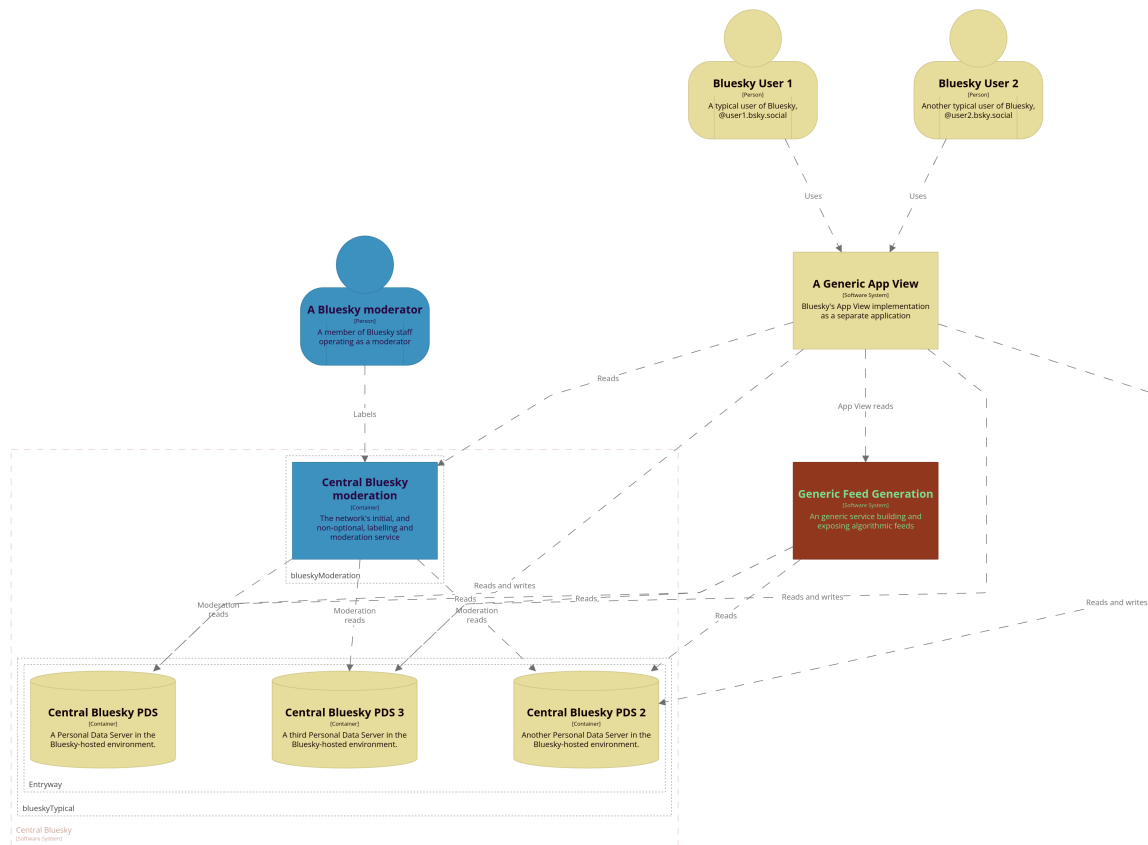 Bluesky User 1
[Person]
A typical user of Bluesky,
@user1.bsky.social
Bluesky User 2
[Person]
Another typical user of Bluesky,
@user2.bsky.social
Uses
Uses
A Bluesky moderator
[Person]
A member of Bluesky staff
operating as a moderator
A Generic App View
[Software System]
Bluesky's App View implementation
as a separate application
Reads
Labels
App View reads
Central Bluesky
moderation
[Container]
The network's initial, and
non-optional, labelling and
moderation service
blueskyModeration
Generic Feed Generation
[Software System]
An generic service building and
exposing algorithmic feeds
Reads and writes
Reads
Reads,
Reads and writes
Reads and writes
Moderation
reads
Moderation
reads
Moderation
reads
Reads
Central Bluesky PDS
[Container]
A Personal Data Server in the
Bluesky-hosted environment.
Central Bluesky PDS 3
[Container]
A third Personal Data Server in the
Bluesky-hosted environment.
Central Bluesky PDS 2
[Container]
Another Personal Data Server in the
Bluesky-hosted environment.
Entryway
blueskyTypical
Central Bluesky
[Software System]